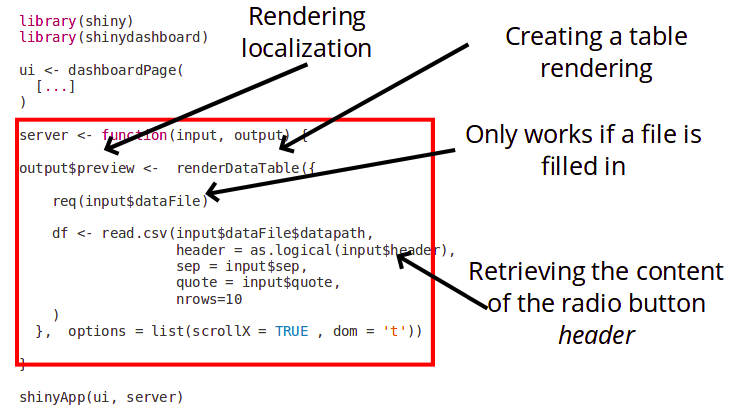 library(shiny)
library(shinydashboard)
ui <- dashboardPage(
[...]
)
server <- function(input, output) {
output$preview <-  renderDataTable({
req(input$dataFile)
df <- read.csv(input$dataFile$datapath,
header = as.logical(input$header),
sep = input$sep,
quote = input$quote,
nrows=10
)
},  options = list(scrollX = TRUE , dom = 't'))
}
shinyApp(ui, server)
Rendering
localization
Creating a table
rendering
Only works if a file is
filled in
Retrieving the content
of the radio button
header